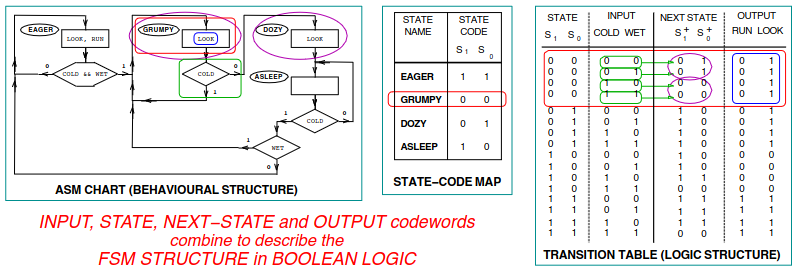 EAGER
LOOK, RUN
COLD && WET
0
1
GRUMPY
LOOK
COLD
0
1
DOZY
LOOK
ASLEEP
COLD
1
0
WET
1
0
ASM CHART (BEHAVIOURAL STRUCTURE)
STATE STATE
NAME CODE
S1 S0
EAGER 1 1
GRUMPY 0 0
DOZY 0 1
ASLEEP 1 0
STATE−CODE MAP
STATE INPUT NEXT STATE OUTPUT
S1 S0 COLD WET S1+ S0+ RUN LOOK
0 0 0 0 0 1 0 1
0 0 0 1 0 1 0 1
0 0 1 0 0 0 0 1
0 0 1 1 0 0 0 1
0 1 0 0 1 0 0 1
0 1 0 1 1 0 0 1
0 1 1 0 1 0 0 1
0 1 1 1 1 0 0 1
1 0 0 0 1 0 0 0
1 0 0 1 1 0 0 0
1 0 1 0 1 1 0 0
1 0 1 1 0 0 0 0
1 1 0 0 1 1 1 1
1 1 0 1 1 1 1 1
1 1 1 0 1 1 1 1
1 1 1 1 0 0 1 1
TRANSITION TABLE (LOGIC STRUCTURE)
INPUT, STATE, NEXT−STATE and OUTPUT codewords
combine to describe the
FSM STRUCTURE in BOOLEAN LOGIC